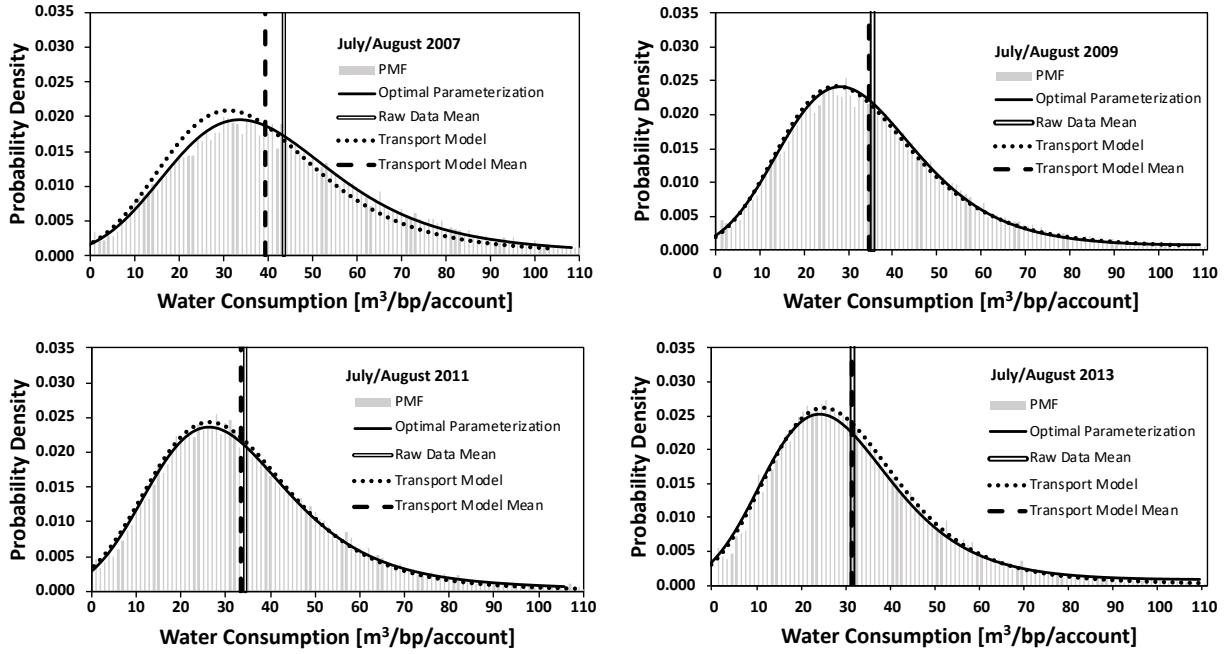 0.035
0.030
0.025
0.020
0.015
0.010
0.005
0.000
Probability Density
July/August 2007
PMF
Optimal Parameterization
Raw Data Mean
Transport Model
Transport Model Mean
0 10 20 30 40 50 60 70 80 90 100 110
Water Consumption [m³/bp/account]
0.035
0.030
0.025
0.020
0.015
0.010
0.005
0.000
Probability Density
July/August 2009
PMF
Optimal Parameterization
Raw Data Mean
Transport Model
Transport Model Mean
0 10 20 30 40 50 60 70 80 90 100 110
Water Consumption [m³/bp/account]
0.035
0.030
0.025
0.020
0.015
0.010
0.005
0.000
Probability Density
July/August 2011
PMF
Optimal Parameterization
Raw Data Mean
Transport Model
Transport Model Mean
0 10 20 30 40 50 60 70 80 90 100 110
Water Consumption [m³/bp/account]
0.035
0.030
0.025
0.020
0.015
0.010
0.005
0.000
Probability Density
July/August 2013
PMF
Optimal Parameterization
Raw Data Mean
Transport Model
Transport Model Mean
0 10 20 30 40 50 60 70 80 90 100 110
Water Consumption [m³/bp/account]